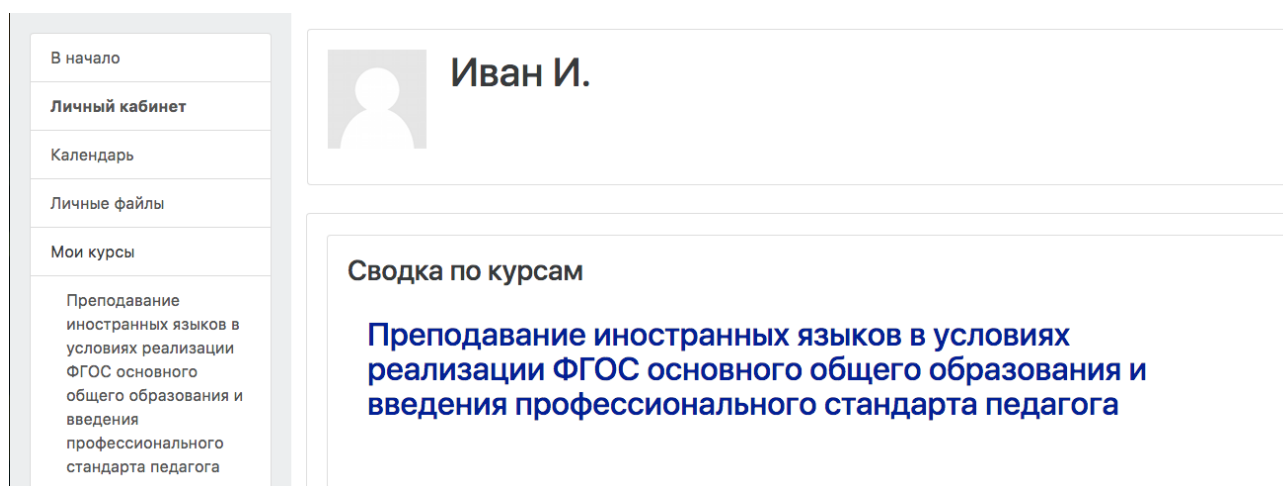 В начало
Личный кабинет
Календарь
Личные файлы
Мои курсы
Преподавание
иностранных языков в
условиях реализации
ФГОС основного
общего образования и
введения
профессионального
стандарта педагога
Иван И.
Сводка по курсам
Преподавание иностранных языков в условиях
реализации ФГОС основного общего образования и
введения профессионального стандарта педагога